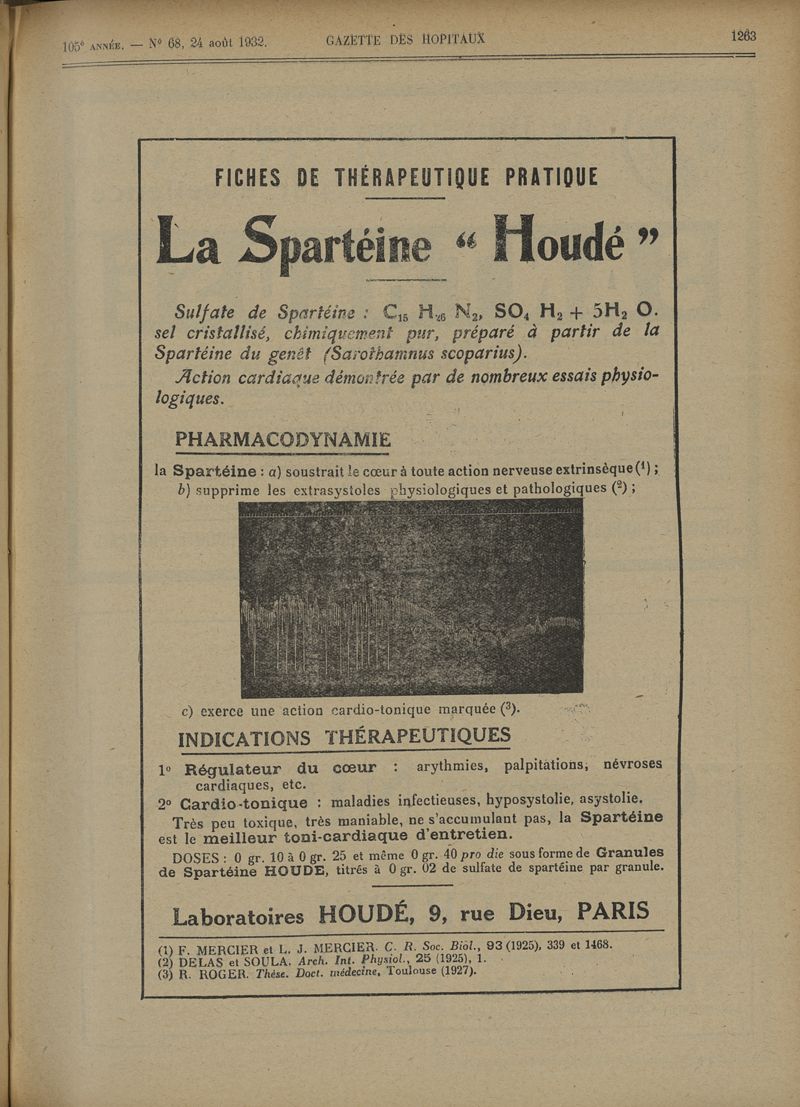 105e ANNÉE. — No 68, 24 août 1932.
GAZETTE DES HOPITAUX
1263
FICHES DE THÉRAPEUTIQUE PRATIQUE
La Spartéine “ Houdé ”
Sulfate de Spartéine : C15 H26 N2, SO4 H2 + 5H2 O.
sel cristallisé, chimiquement pur, préparé à partir de la
Spartéine du genêt (Sarothamnus scoparius).
Action cardiaque démontrée par de nombreux essais physio-
logiques.
PHARMACODYNAMIE
la Spartéine : a) soustrait le cœur à toute action nerveuse extrinsèque (1) ;
b) supprime les extrasystoles physiologiques et pathologiques (2) ;
c) exerce une action cardio-tonique marquée (3).
INDICATIONS THÉRAPEUTIQUES
1o Régulateur du cœur : arythmies, palpitations, névroses
cardiaques, etc.
2o Cardio-tonique : maladies infectieuses, hyposystolie, asystolie.
Très peu toxique, très maniable, ne s'accumulant pas, la Spartéine
est le meilleur toni-cardiaque d'entretien.
DOSES : 0 gr. 10 à 0 gr. 25 et même 0 gr. 40 pro die sous forme de Granules
de Spartéine HOUDE, titrés à 0 gr. 02 de sulfate de spartéine par granule.
Laboratoires HOUDÉ, 9, rue Dieu, PARIS
(1) F. MERCIER et L. J. MERCIER. C. R. Soc. Biol., 93 (1925), 339 et 1468.
(2) DELAS et SOULA. Arch. Int. Physiol., 25 (1925), 1.
(3) R. ROGER. Thèse. Doct. médecine, Toulouse (1927).